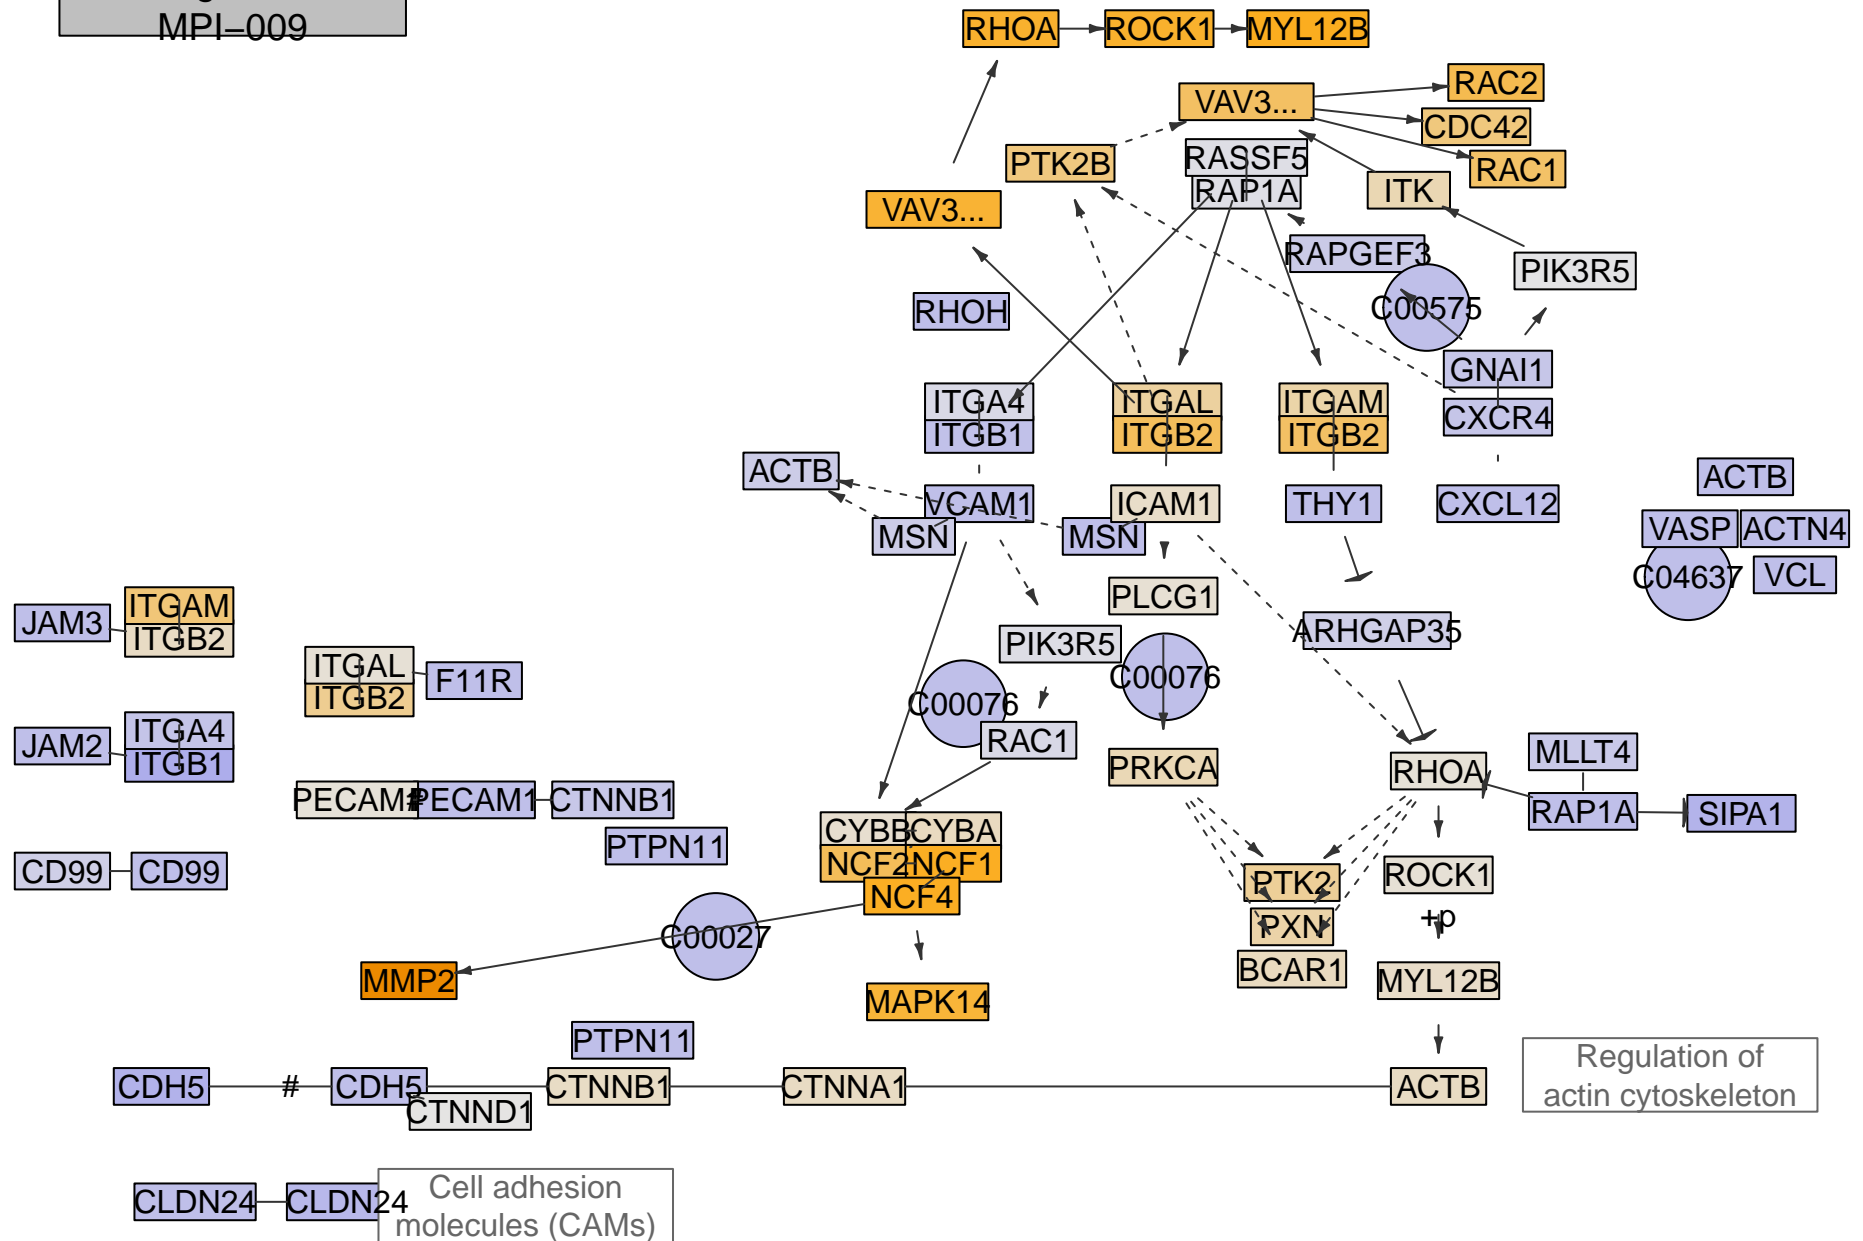 MPI−009
RHOA
ROCK1
MYL12B
RAC2
VAV3...
CDC42
RASSF5
PTK2B
RAC1
RAP1A
ITK
VAV3...
RAPGEF3
PIK3R5
C00575
RHOH
GNAI1
ITGA4
ITGAL
ITGAM
CXCR4
ITGB1
ITGB2
ITGB2
ACTB
ACTB
VCAM1
ICAM1
THY1
CXCL12
MSN
MSN
VASP
ACTN4
C04637
VCL
PLCG1
ITGAM
JAM3
ITGB2
ARHGAP35
PIK3R5
ITGAL
F11R
ITGB2
C00076
C00076
ITGA4
JAM2
ITGB1
RAC1
MLLT4
PRKCA
RHOA
PECAM1
#
PECAM1
CTNNB1
RAP1A
SIPA1
CYBB
CYBA
PTPN11
NCF2
NCF1
CD99
CD99
NCF4
PTK2
ROCK1
+p
PXN
C00027
BCAR1
MMP2
MYL12B
MAPK14
PTPN11
CDH5
#
CDH5
CTNNB1
CTNNA1
ACTB
CTNND1
Regulation of
actin cytoskeleton
CLDN24
CLDN24
Cell adhesion
molecules (CAMs)